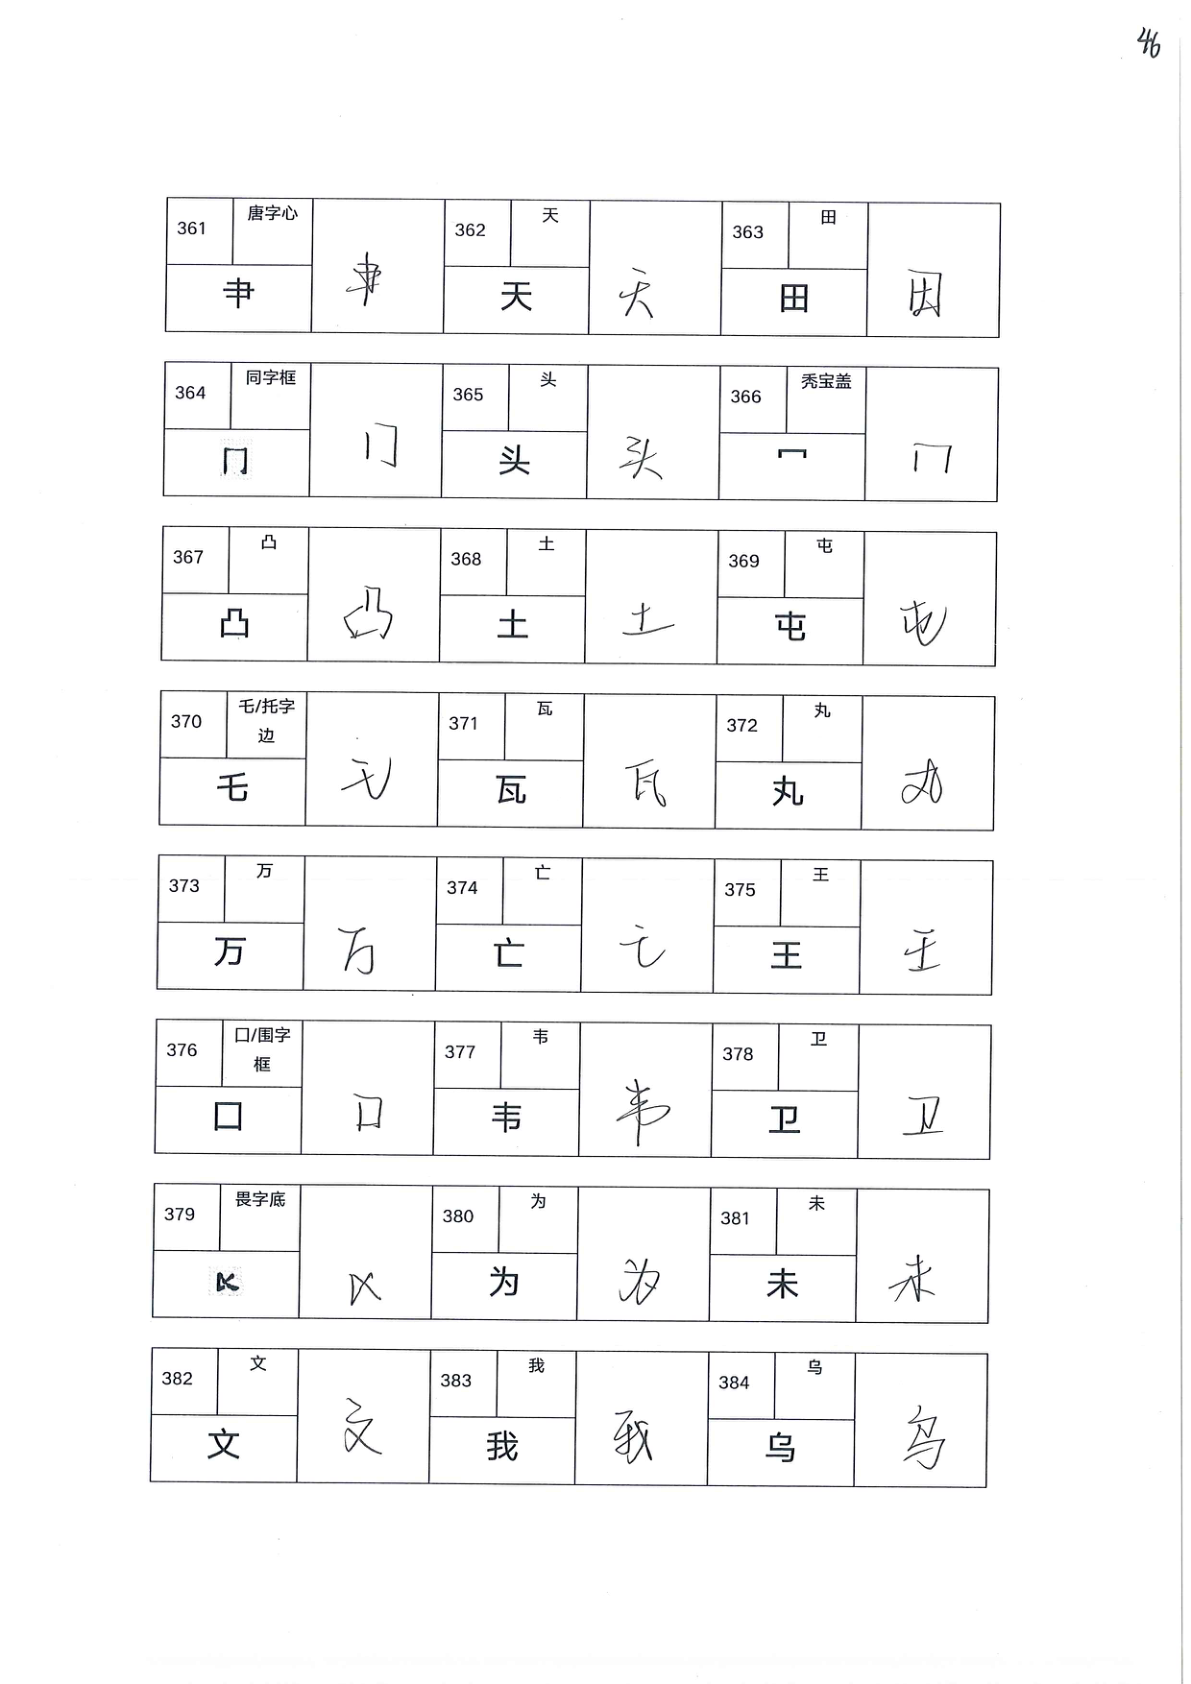 46
361 唐字心 肀
362 天 天 天
363 田 田 因
364 同字框 冂 冂
365 头 头 头
366 秃宝盖 冖 冖
367 凸 凸 凸
368 土 土 土
369 屯 屯 屯
370 乇/托字边 乇 乇
371 瓦 瓦 瓦
372 丸 丸 丸
373 万 万 万
374 亡 亡 亡
375 王 王 王
376 囗/围字框 囗 囗
377 韦 韦 韦
378 卫 卫 卫
379 畏字底
380 为 为 为
381 未 未 未
382 文 文 文
383 我 我 我
384 乌 乌 乌